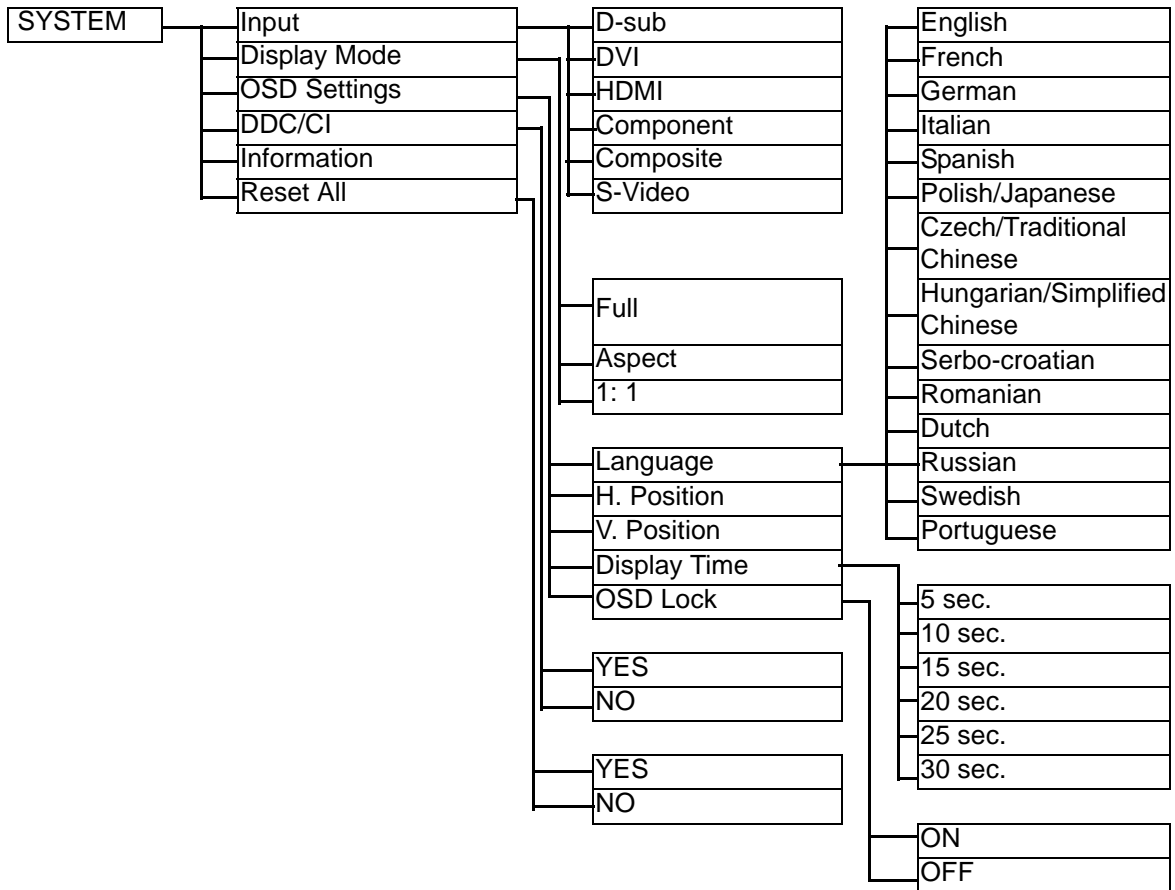 SYSTEM
Input
Display Mode
OSD Settings
DDC/CI
Information
Reset All
D-sub
DVI
HDMI
Component
Composite
S-Video
Full
Aspect
1: 1
Language
H. Position
V. Position
Display Time
OSD Lock
YES
NO
YES
NO
English
French
German
Italian
Spanish
Polish/Japanese
Czech/Traditional
Chinese
Hungarian/Simplified
Chinese
Serbo-croatian
Romanian
Dutch
Russian
Swedish
Portuguese
5 sec.
10 sec.
15 sec.
20 sec.
25 sec.
30 sec.
ON
OFF